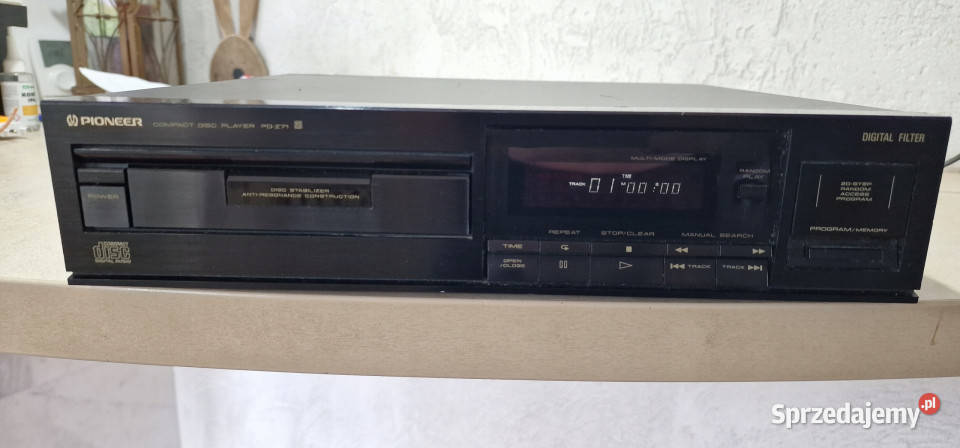 PIONEER COMPACT DISC PLAYER PD-Z71
DIGITAL FILTER
MULTI-MODE DISPLAY
TRACK 01 TIME M 00:00
RANDOM
PLAY
POWER
DISC STABILIZER
ANTI-RESONANCE CONSTRUCTION
20-STEP
RANDOM
ACCESS
PROGRAM
PROGRAM/MEMORY
REPEAT STOP/CLEAR MANUAL SEARCH
TIME
OPEN
/CLOSE
TRACK TRACK
COMPACT
disc
DIGITAL AUDIO
Sprzedajemy.pl